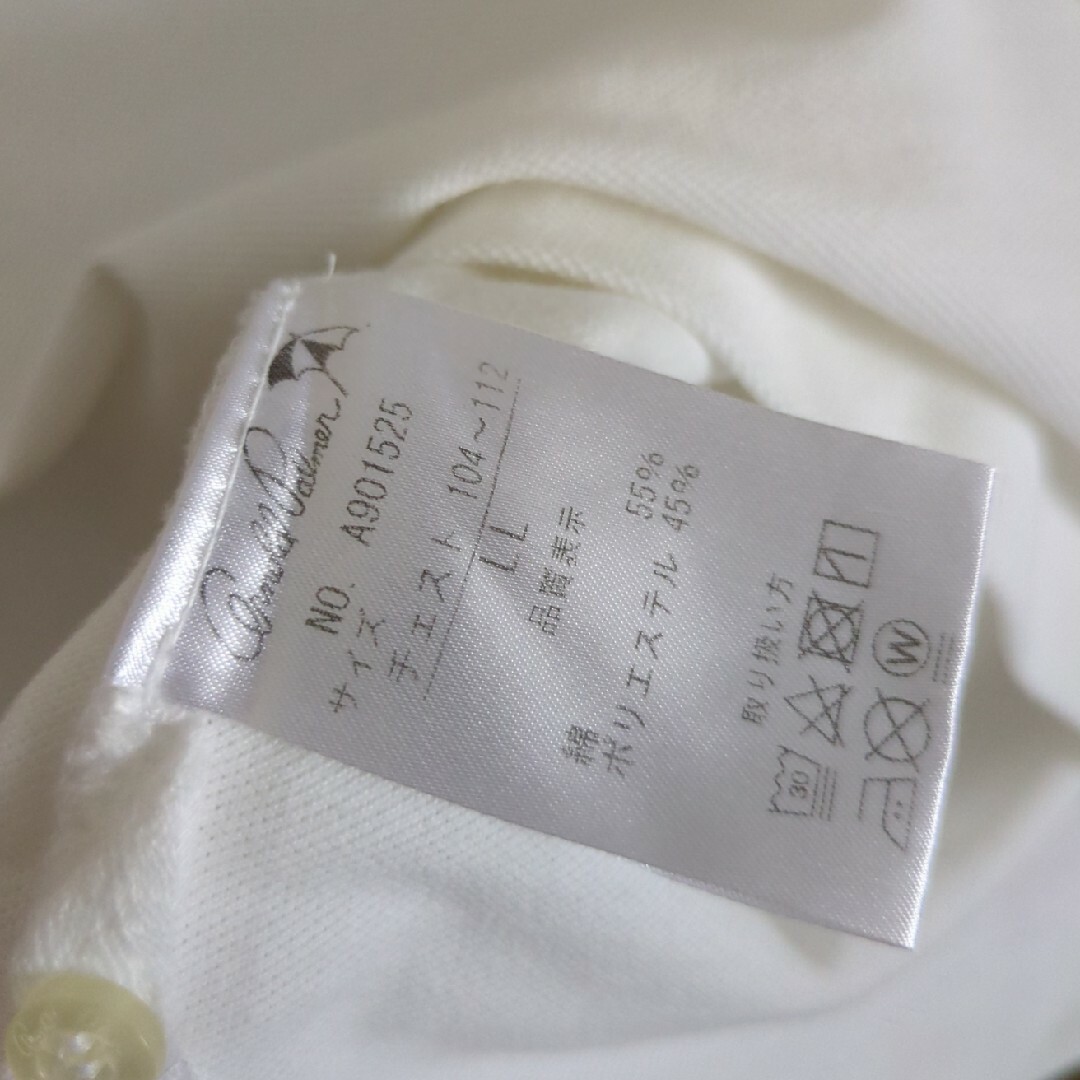 Arnold Palmer
NO. A901525
サイズ
チェスト 104~112
LL
品質表示
綿 55%
ポリエステル 45%
取り扱い方
30
W